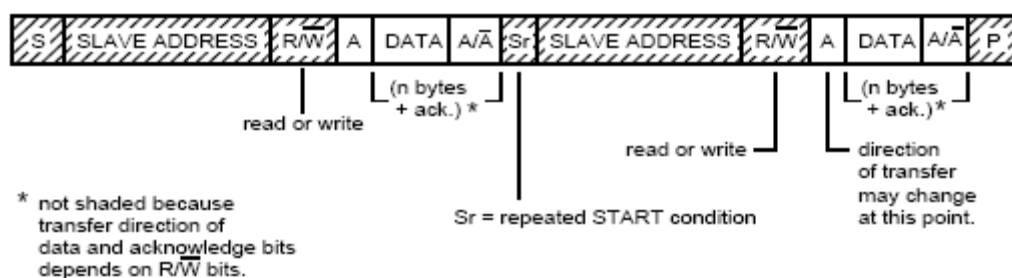 S SLAVE ADDRESS R/W̅ A DATA A/A̅ Sr SLAVE ADDRESS R/W̅ A DATA A/A̅ P
(n bytes
+ ack.) *
(n bytes
+ ack.) *
read or write
read or write
direction
of transfer
may change
at this point.
Sr = repeated START condition
* not shaded because
transfer direction of
data and acknowledge bits
depends on R/W̅ bits.